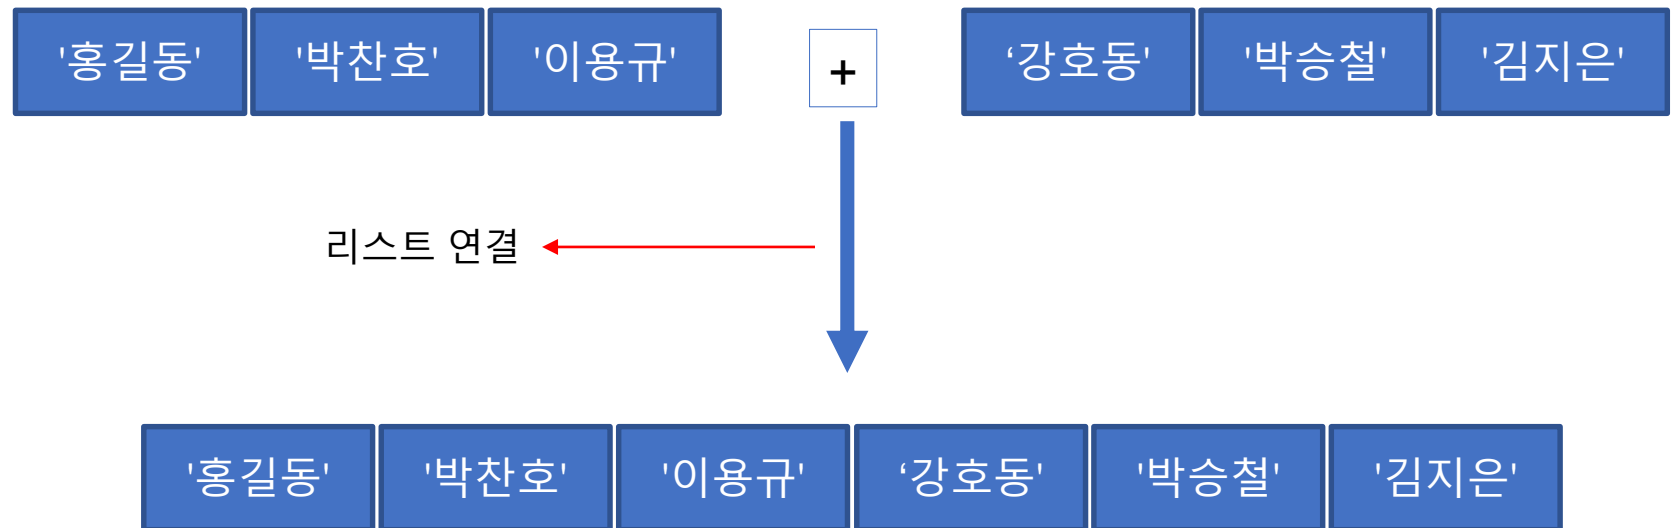 '홍길동' '박찬호' '이용규' + ‘강호동' '박승철' '김지은'
리스트 연결
'홍길동' '박찬호' '이용규' ‘강호동' '박승철' '김지은'